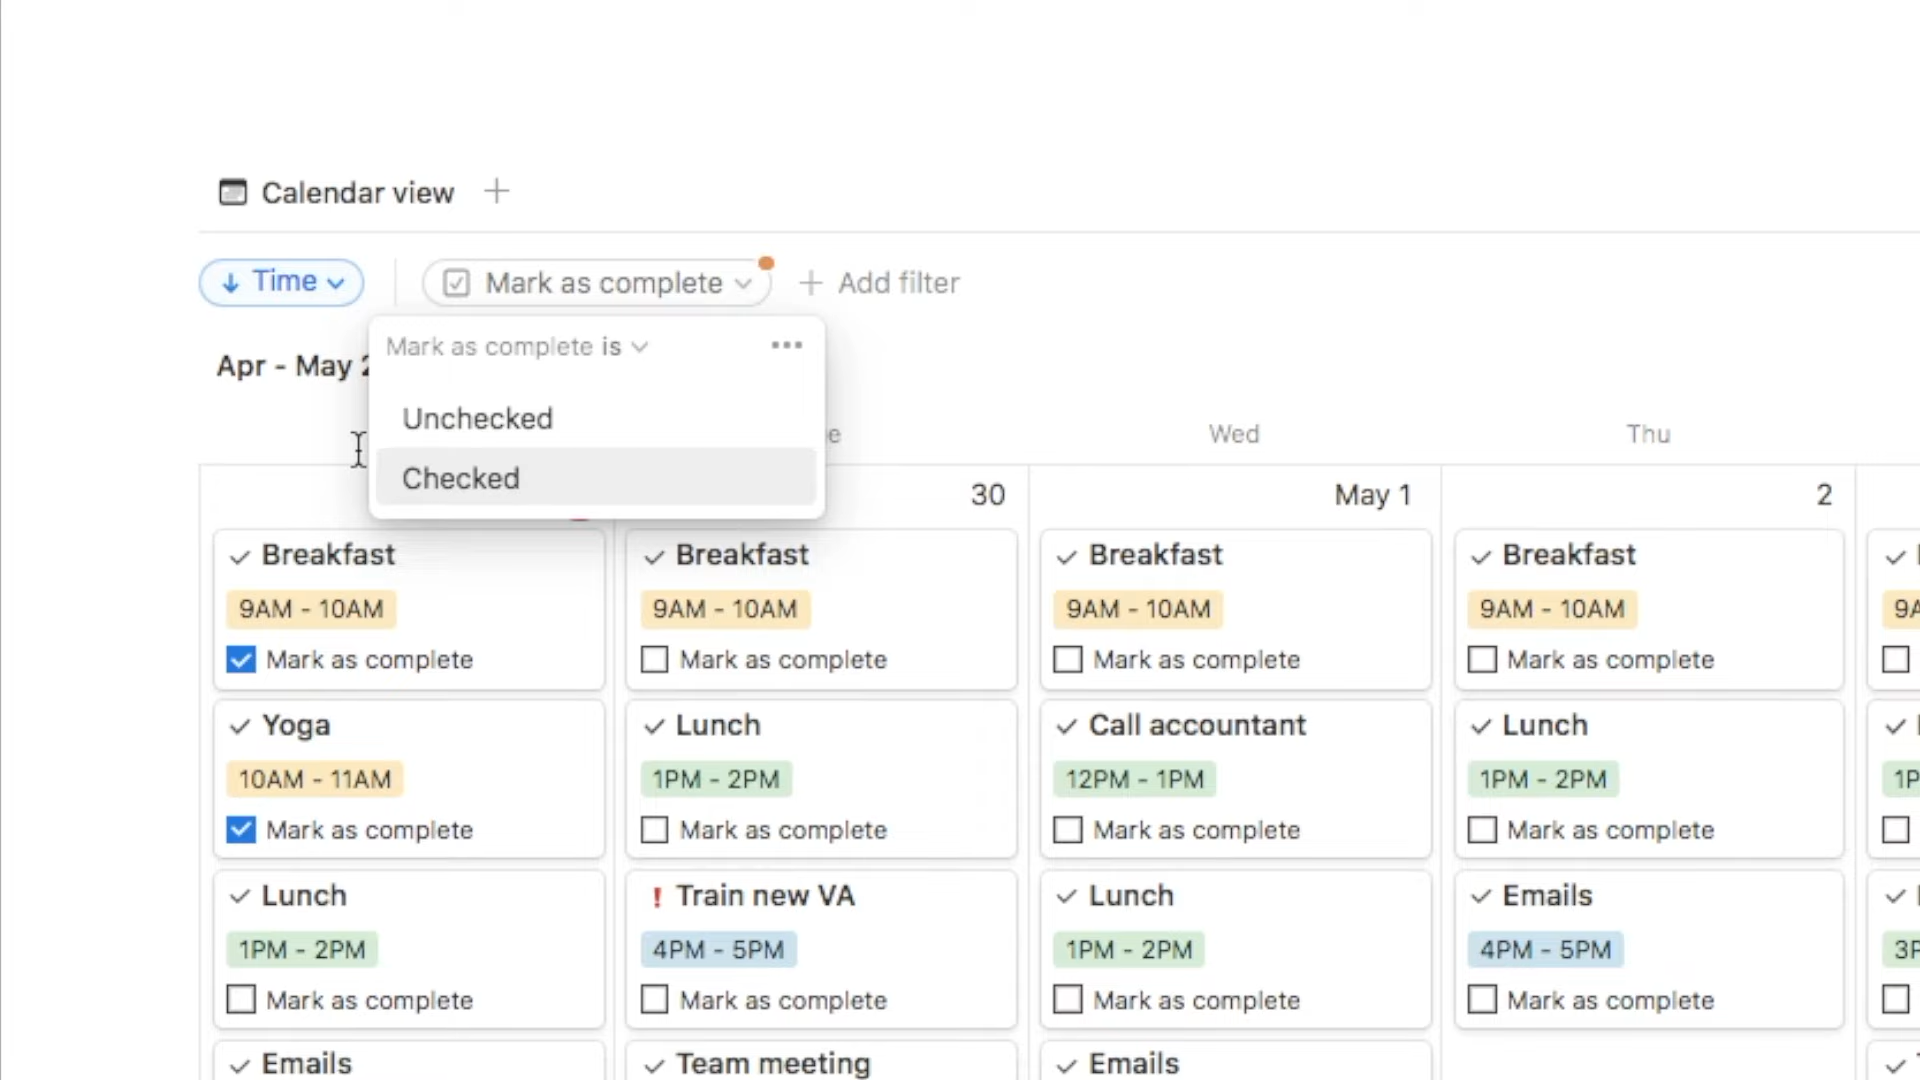 Calendar view
Time
Mark as complete
Add filter
Mark as complete is
Apr - May
Unchecked
Checked
Wed
Thu
30
May 1
2
Breakfast
9AM - 10AM
Mark as complete
Yoga
10AM - 11AM
Mark as complete
Lunch
1PM - 2PM
Mark as complete
Emails
Breakfast
9AM - 10AM
Mark as complete
Lunch
1PM - 2PM
Mark as complete
! Train new VA
4PM - 5PM
Mark as complete
Team meeting
Breakfast
9AM - 10AM
Mark as complete
Call accountant
12PM - 1PM
Mark as complete
Lunch
1PM - 2PM
Mark as complete
Emails
Breakfast
9AM - 10AM
Mark as complete
Lunch
1PM - 2PM
Mark as complete
Emails
4PM - 5PM
Mark as complete